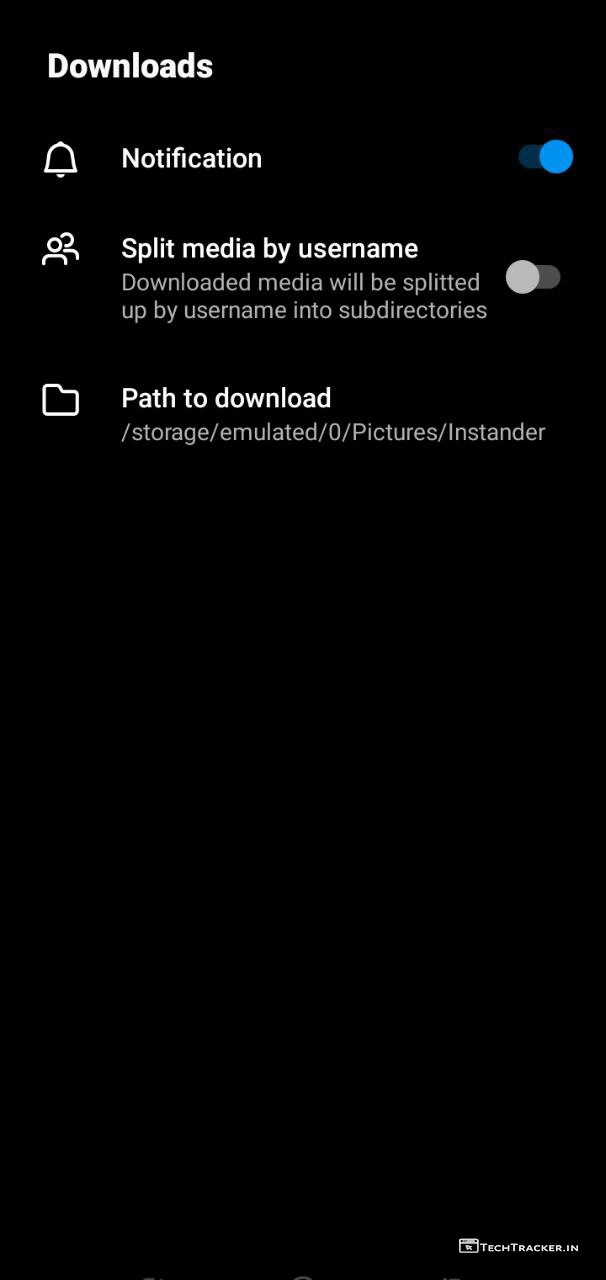 Downloads
Notification
Split media by username
Downloaded media will be splitted
up by username into subdirectories
Path to download
/storage/emulated/0/Pictures/Instander
TECHTRACKER.IN